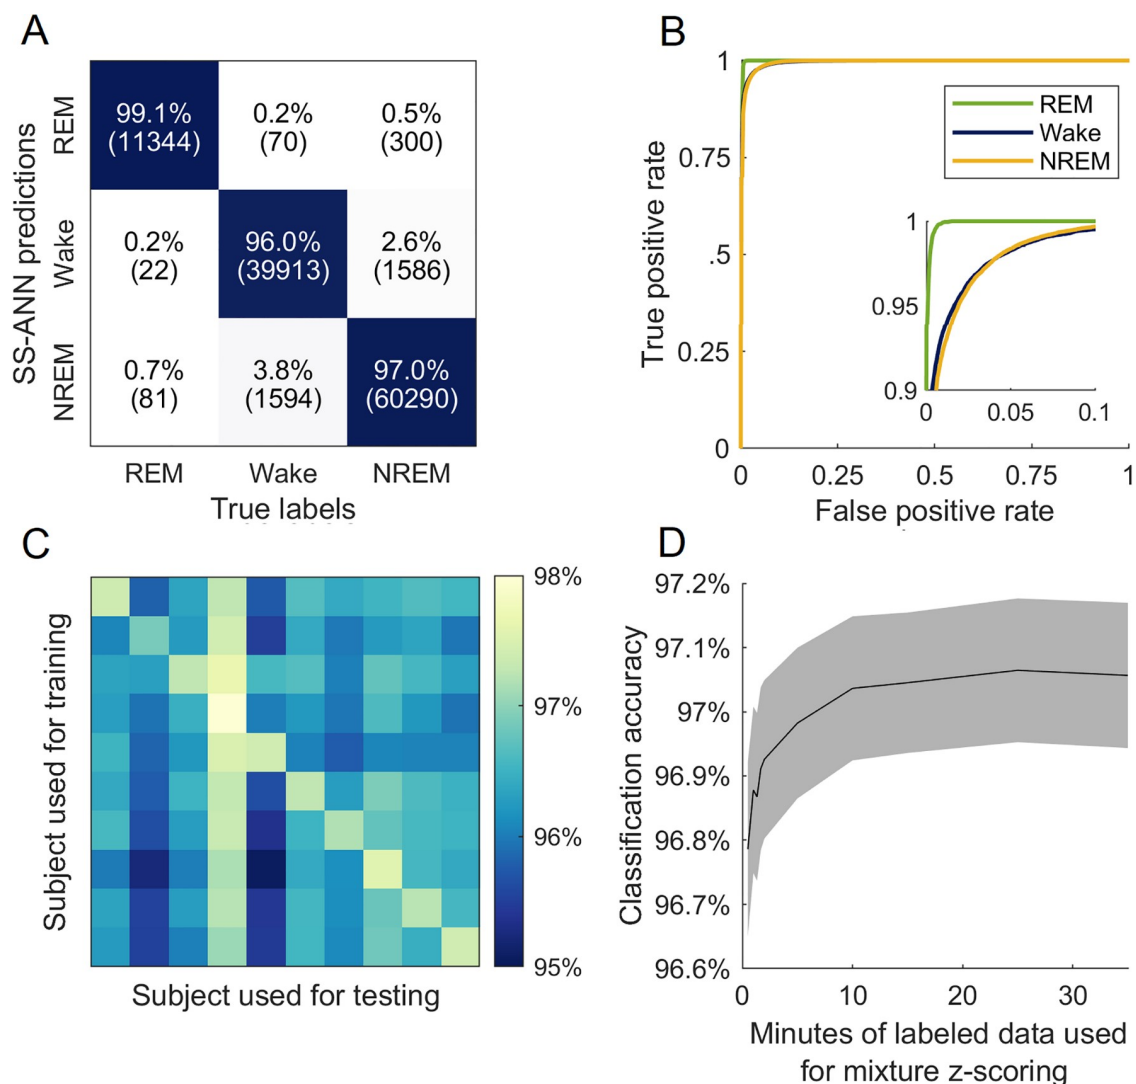 A
SS-ANN predictions
REM
Wake
NREM
99.1%
(11344)
0.2%
(70)
0.5%
(300)
0.2%
(22)
96.0%
(39913)
2.6%
(1586)
0.7%
(81)
3.8%
(1594)
97.0%
(60290)
REM
Wake
NREM
True labels
B
True positive rate
1
0.75
.5
0.25
0
REM
Wake
NREM
1
0.95
0.9
0
0.05
0.1
0
0.25
0.5
0.75
1
False positive rate
C
Subject used for training
98%
97%
96%
95%
Subject used for testing
D
Classification accuracy
97.2%
97.1%
97%
96.9%
96.8%
96.7%
96.6%
0
10
20
30
Minutes of labeled data used
for mixture z-scoring